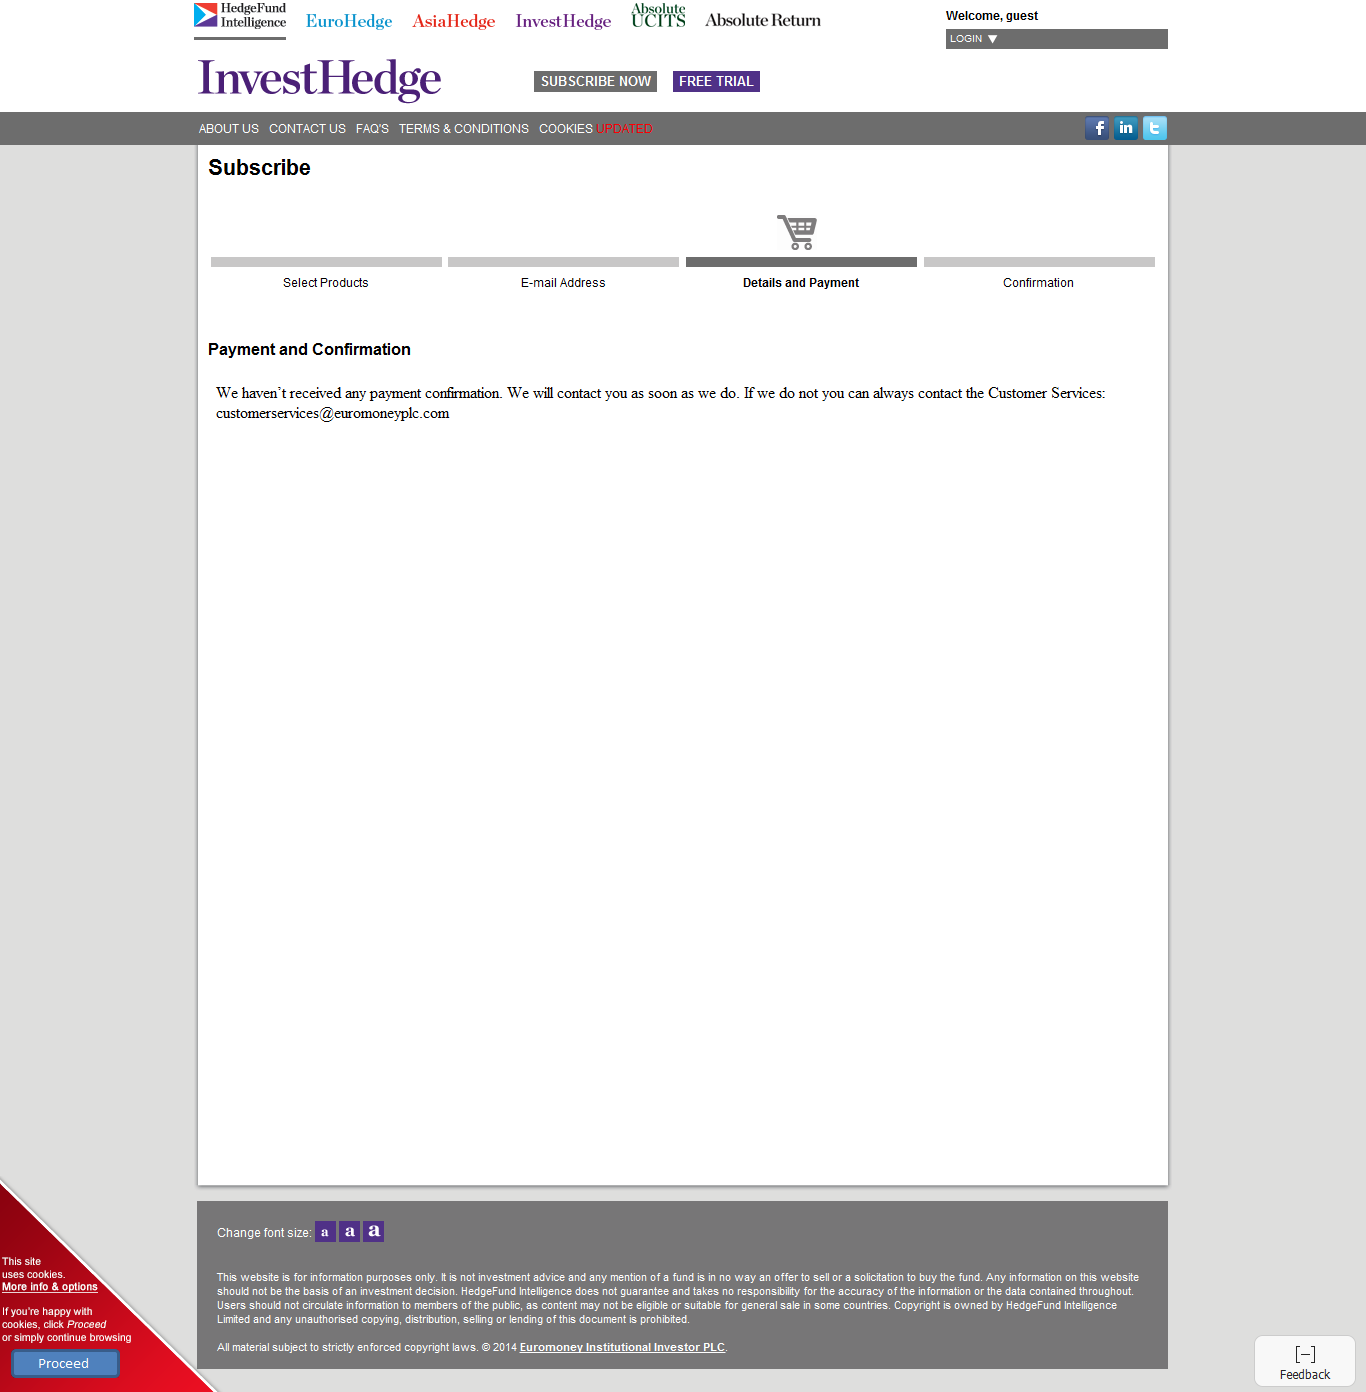 HedgeFund
Intelligence
EuroHedge
AsiaHedge
InvestHedge
Absolute
UCITS
Absolute Return
Welcome, guest
LOGIN
InvestHedge
SUBSCRIBE NOW
FREE TRIAL
ABOUT US CONTACT US FAQ'S TERMS & CONDITIONS COOKIES UPDATED
Subscribe
Select Products
E-mail Address
Details and Payment
Confirmation
Payment and Confirmation
We haven’t received any payment confirmation. We will contact you as soon as we do. If we do not you can always contact the Customer Services:
customerservices@euromoneyplc.com
Change font size: a a a
This website is for information purposes only. It is not investment advice and any mention of a fund is in no way an offer to sell or a solicitation to buy the fund. Any information on this website
should not be the basis of an investment decision. HedgeFund Intelligence does not guarantee and takes no responsibility for the accuracy of the information or the data contained throughout.
Users should not circulate information to members of the public, as content may not be eligible or suitable for general sale in some countries. Copyright is owned by HedgeFund Intelligence
Limited and any unauthorised copying, distribution, selling or lending of this document is prohibited.
All material subject to strictly enforced copyright laws. © 2014 Euromoney Institutional Investor PLC.
This site
uses cookies.
More info & options
If you're happy with
cookies, click Proceed
or simply continue browsing
Proceed
[–]
Feedback